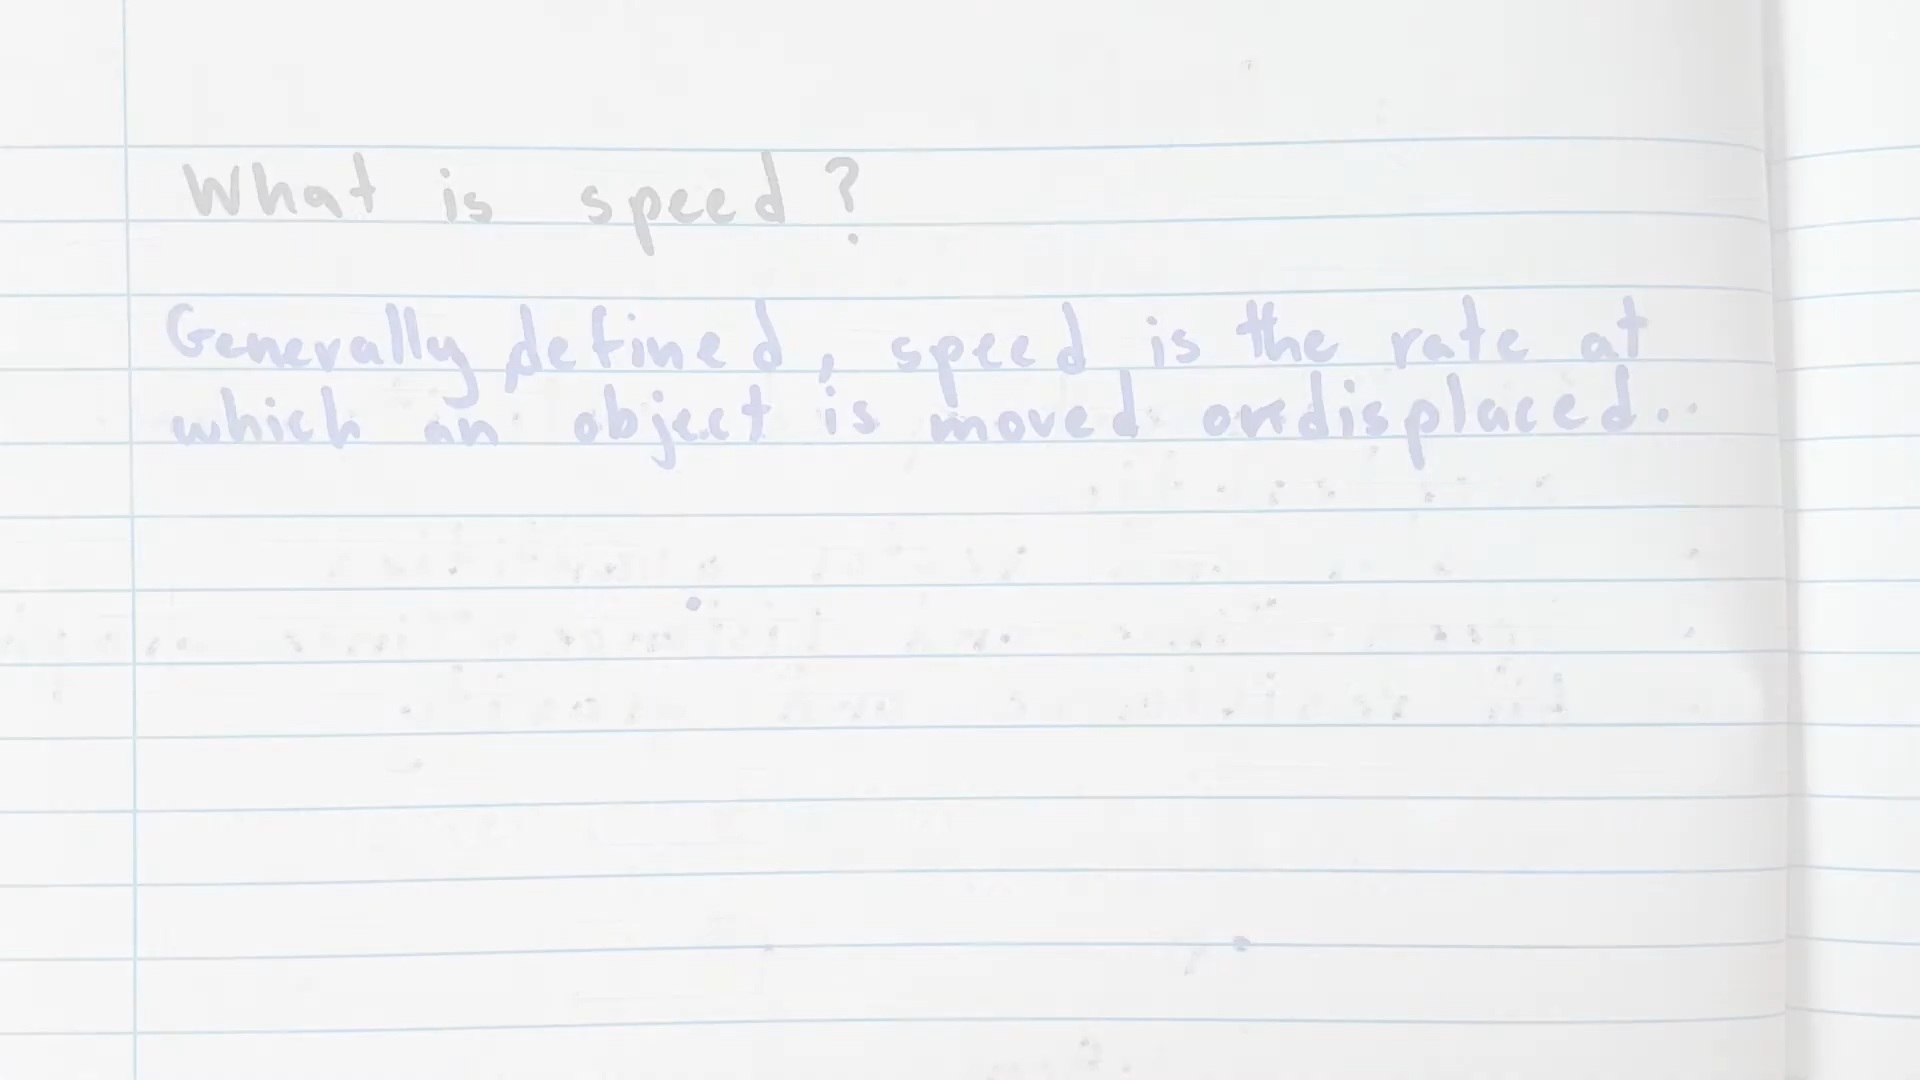 What is speed?
Generally defined, speed is the rate at
which an object is moved or displaced.